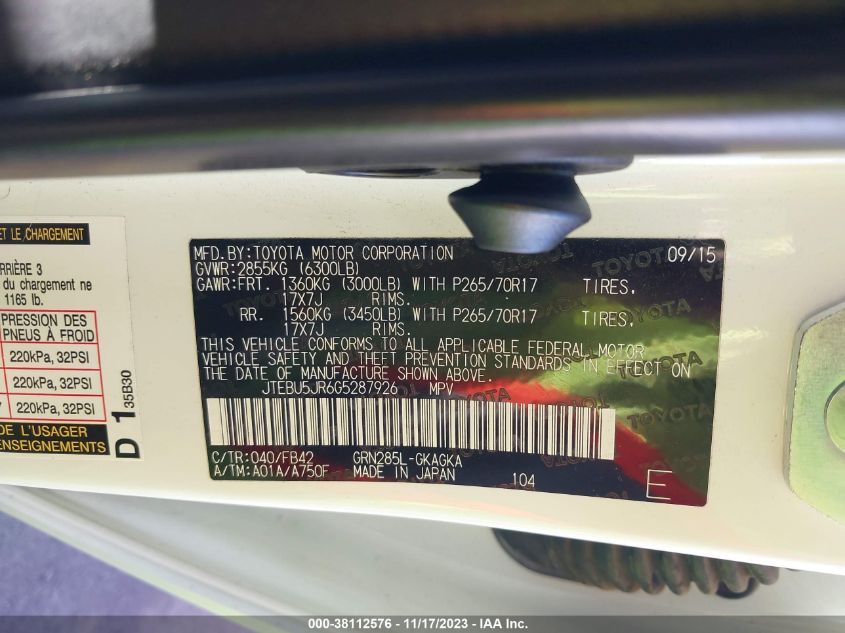 ET LE CHARGEMENT
RRIÈRE 3
du chargement ne
1165 lb.
PRESSION DES
PNEUS À FROID
220kPa, 32PSI
220kPa, 32PSI
220kPa, 32PSI
DE L'USAGER
ENSEIGNEMENTS
D 1 35B30
MFD.BY:TOYOTA MOTOR CORPORATION 09/15
GVWR:2855KG (6300LB)
GAWR:FRT. 1360KG (3000LB) WITH P265/70R17 TIRES,
17X7J RIMS.
RR. 1560KG (3450LB) WITH P265/70R17 TIRES,
17X7J RIMS.
THIS VEHICLE CONFORMS TO ALL APPLICABLE FEDERAL MOTOR
VEHICLE SAFETY AND THEFT PREVENTION STANDARDS IN EFFECT ON
THE DATE OF MANUFACTURE SHOWN ABOVE.
JTEBU5JR6G5287926 MPV
C/TR:040/FB42 GRN285L-GKAGKA
A/TM:A01A/A750F MADE IN JAPAN 104 E
000-38112576 - 11/17/2023 - IAA Inc.